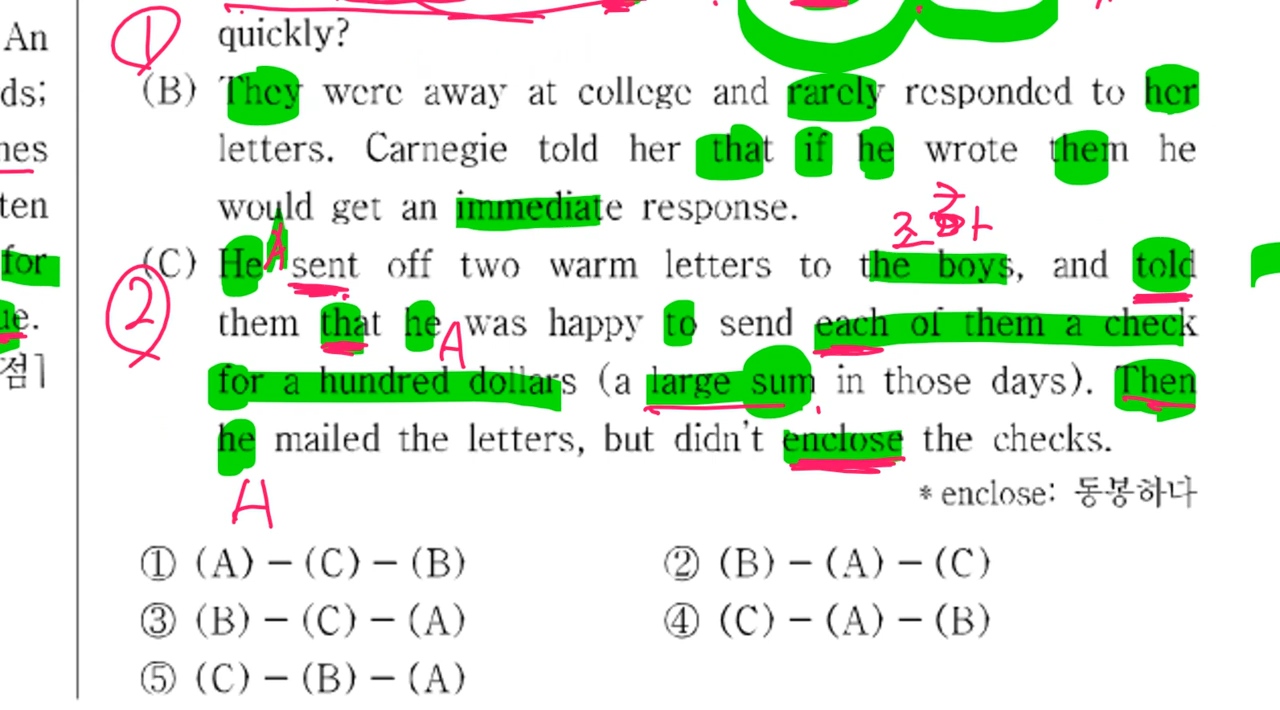 An
ds;
nes
ten
for
ue.
점]
① quickly?
(B) They were away at college and rarely responded to her
letters. Carnegie told her that if he wrote them he
would get an immediate response.
조카
(C) He A sent off two warm letters to the boys, and told
② them that he was happy to send each of them a check
A
for a hundred dollars (a large sum in those days). Then
he mailed the letters, but didn't enclose the checks.
A
* enclose: 동봉하다
① (A) − (C) − (B) ② (B) − (A) − (C)
③ (B) − (C) − (A) ④ (C) − (A) − (B)
⑤ (C) − (B) − (A)